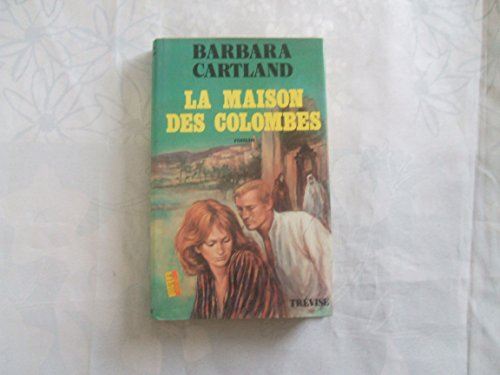 BARBARA
CARTLAND
LA MAISON
DES COLOMBES
roman
TRÉVISE